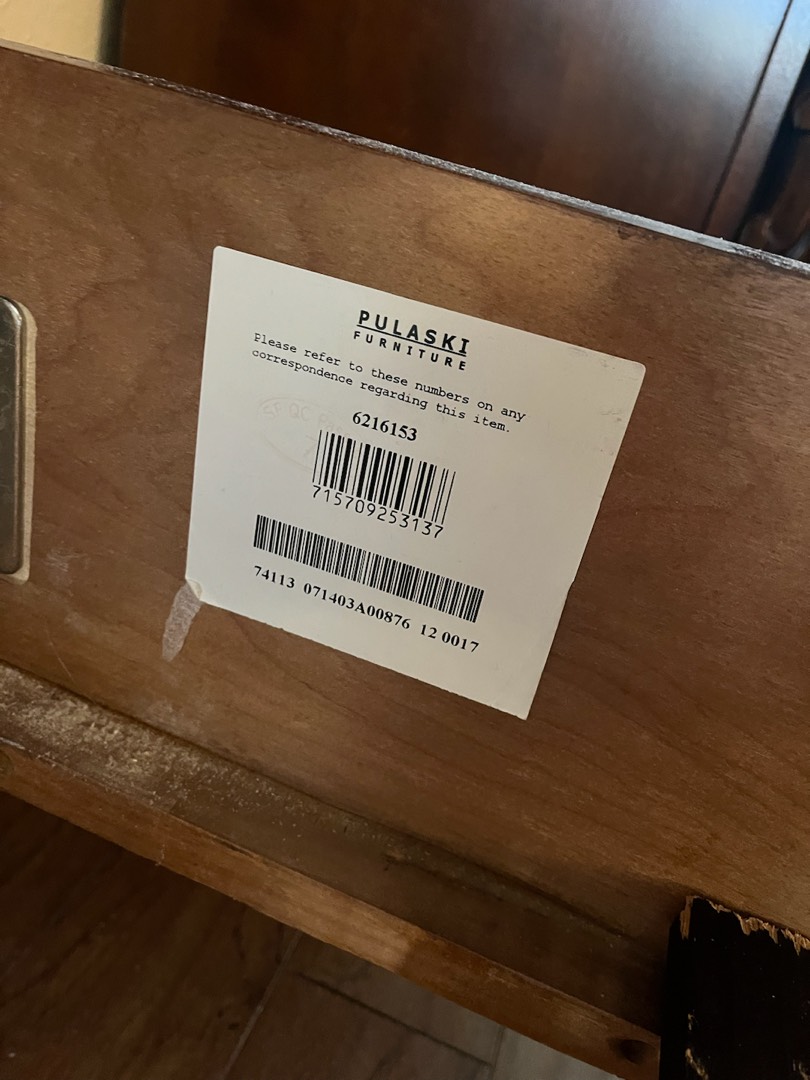 PULASKI
FURNITURE
Please refer to these numbers on any
correspondence regarding this item.
6216153
715709253137
74113 071403A00876 12 0017